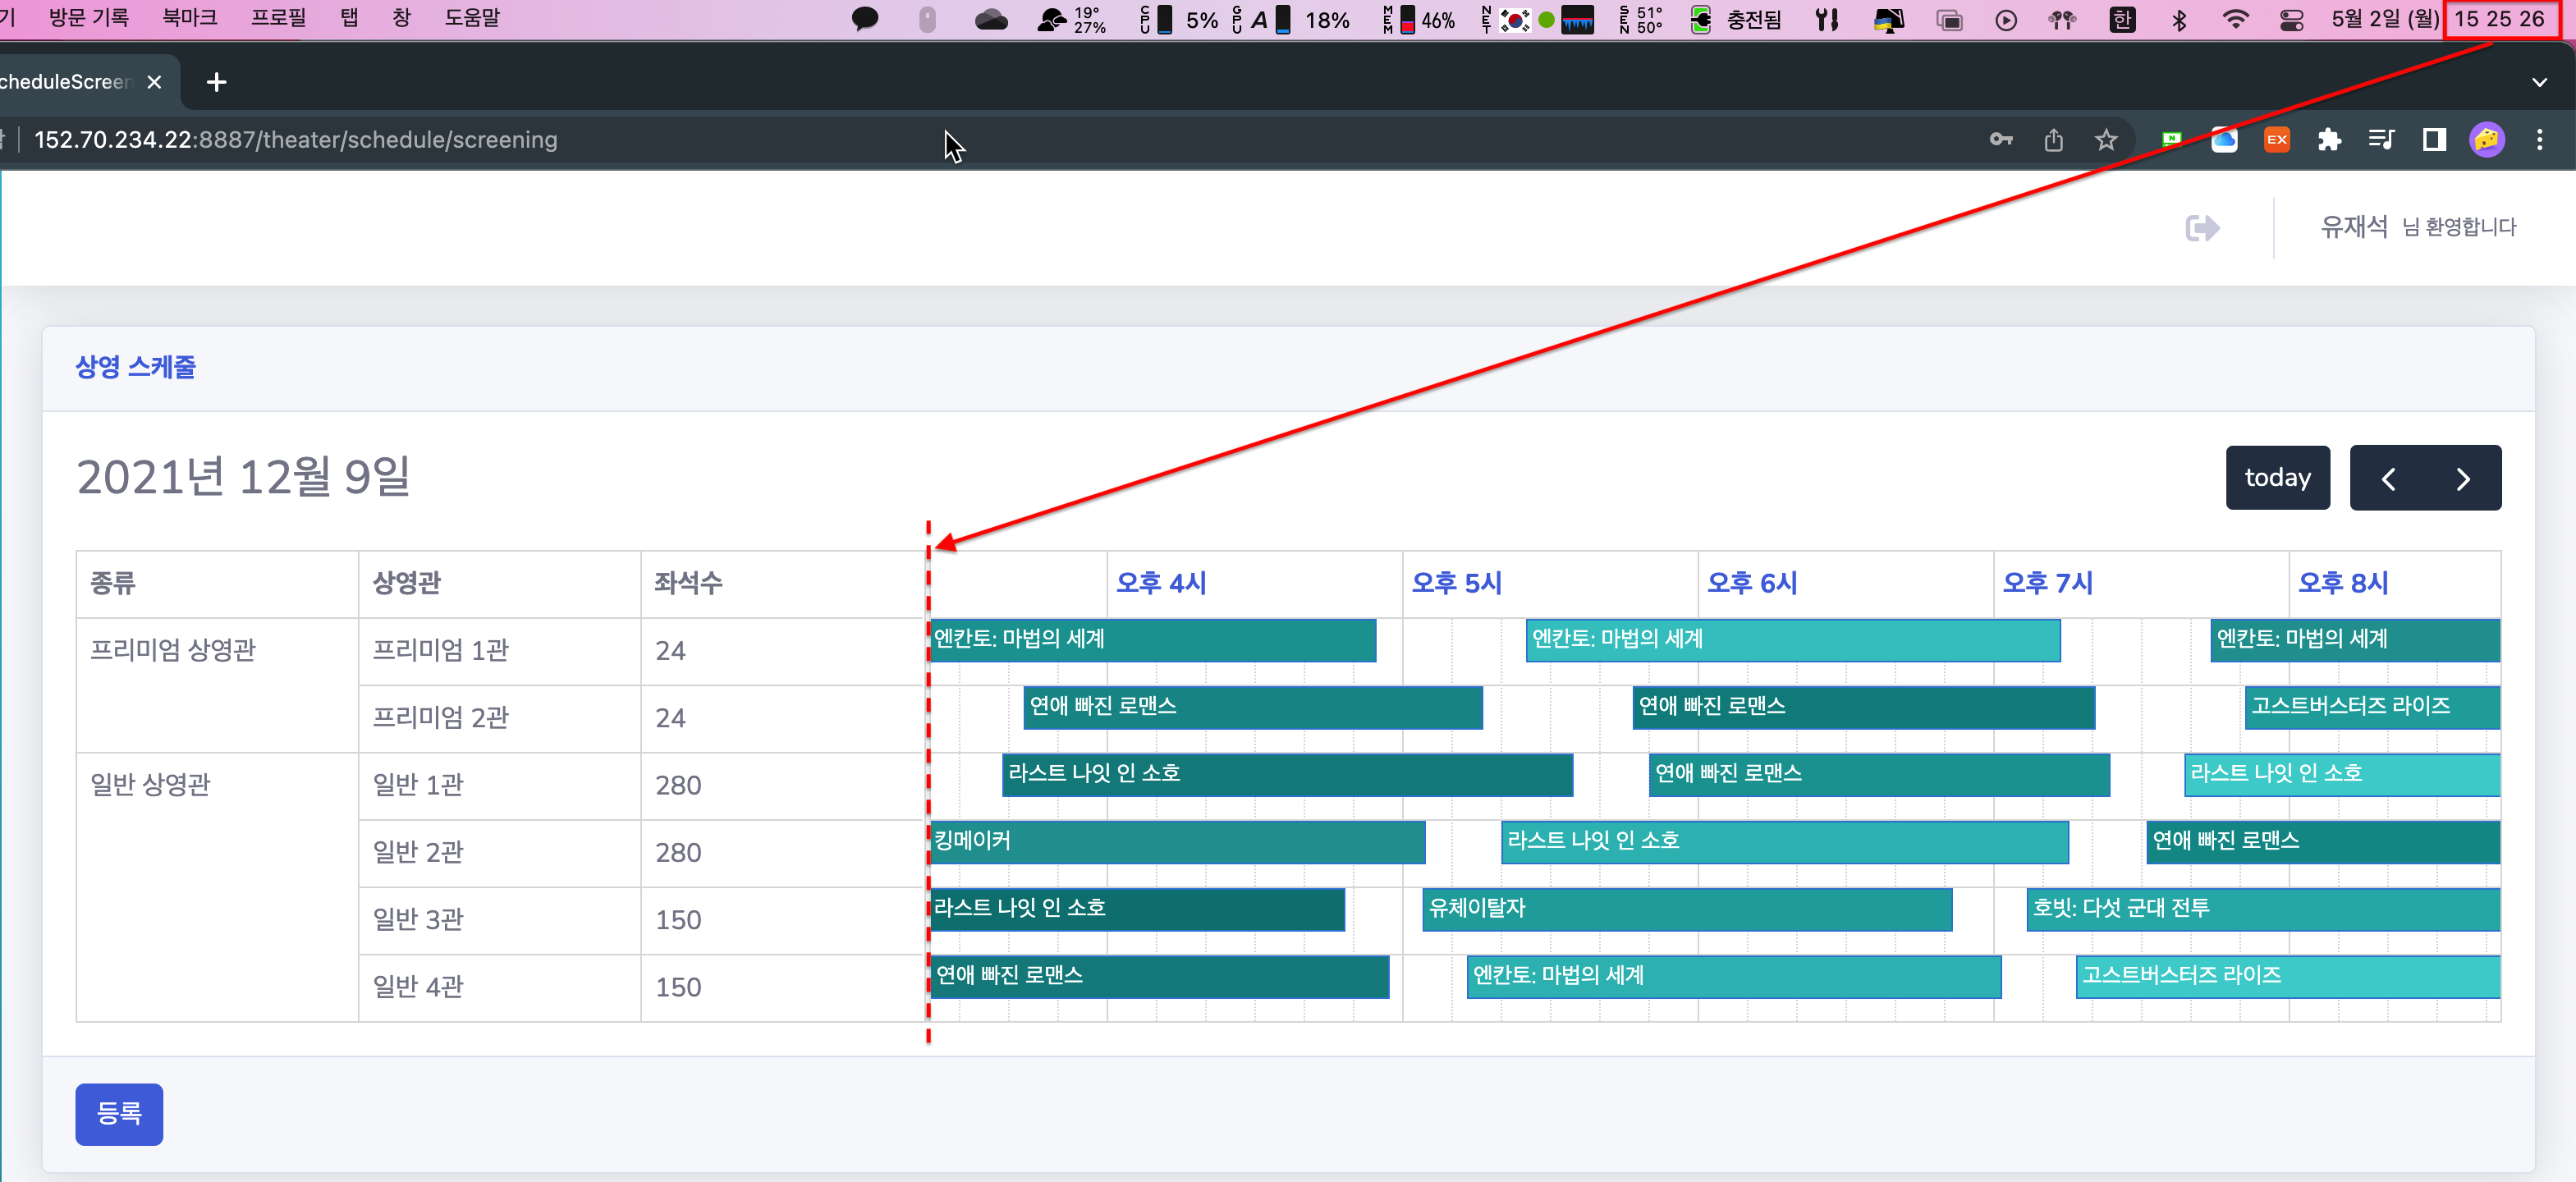 기 방문 기록 북마크 프로필 탭 창 도움말 19° 27% CPU 5% GPU A 18% MEM 46% NET SEN 51° 50° 충전됨 한 5월 2일 (월) 15 25 26
cheduleScreen
152.70.234.22:8887/theater/schedule/screening
EX
유재석 님 환영합니다
상영 스케줄
2021년 12월 9일 today
종류 상영관 좌석수 오후 4시 오후 5시 오후 6시 오후 7시 오후 8시
프리미엄 상영관 프리미엄 1관 24 엔칸토: 마법의 세계 엔칸토: 마법의 세계 엔칸토: 마법의 세계
프리미엄 2관 24 연애 빠진 로맨스 연애 빠진 로맨스 고스트버스터즈 라이즈
일반 상영관 일반 1관 280 라스트 나잇 인 소호 연애 빠진 로맨스 라스트 나잇 인 소호
일반 2관 280 킹메이커 라스트 나잇 인 소호 연애 빠진 로맨스
일반 3관 150 라스트 나잇 인 소호 유체이탈자 호빗: 다섯 군대 전투
일반 4관 150 연애 빠진 로맨스 엔칸토: 마법의 세계 고스트버스터즈 라이즈
등록